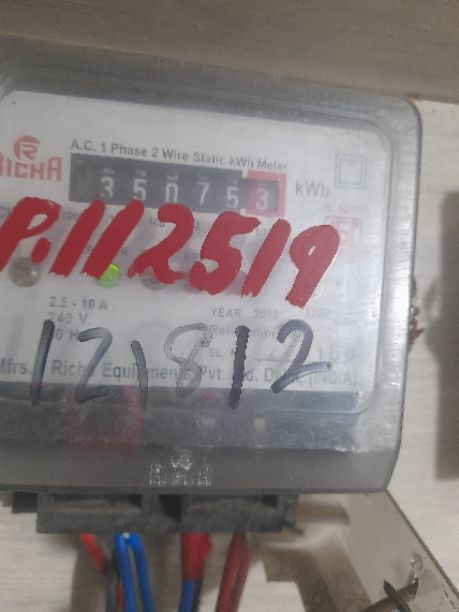 RICHA
A.C. 1 Phase 2 Wire Static kWh Meter
350753 kWh
P.112519
2.5 - 10 A
240 V.
YEAR 2012
3200
121812
Mfrs. Richa Equipments Pvt. Ltd. (INDIA)